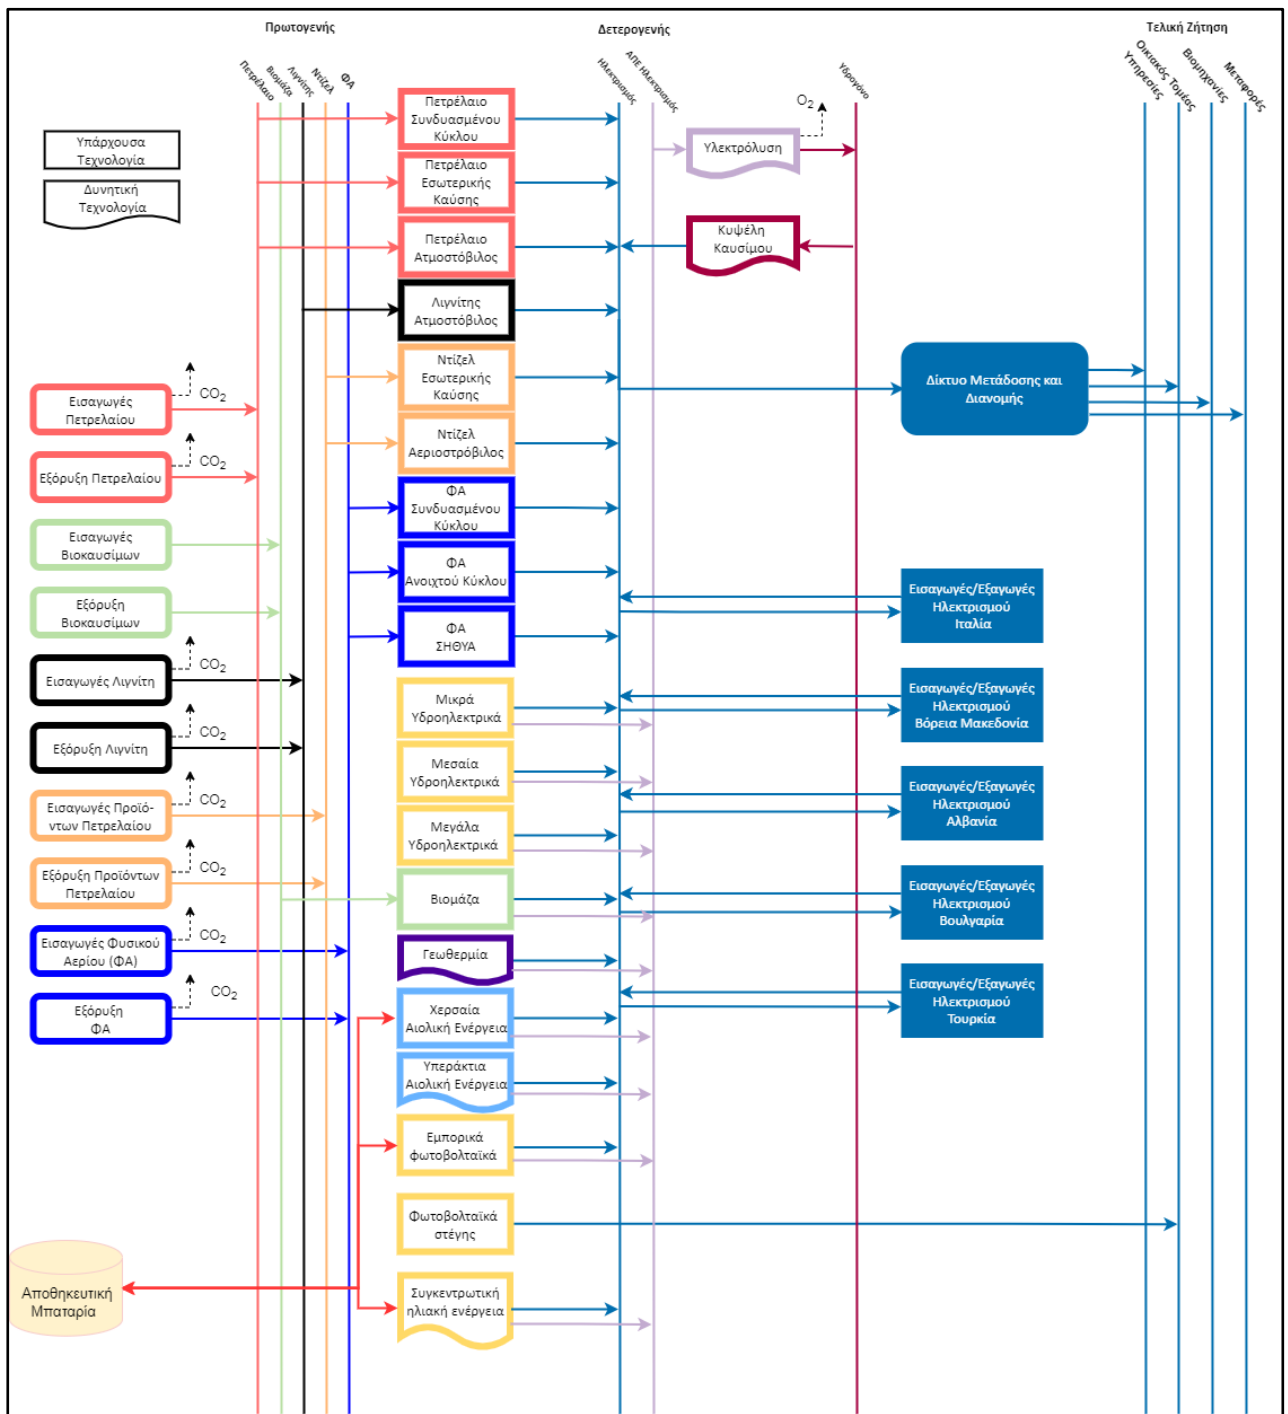 Πρωτογενής
Δετερογενής
Τελική Ζήτηση
Πετρέλαιο
Βιομάζα
Λιγνίτης
Ντίζελ
ΦΑ
Ηλεκτρισμός
ΑΠΕ Ηλεκτρισμός
Υδρογόνο
Υπηρεσίες
Οικιακός Τομέας
Βιομηχανίες
Μεταφορές
Υπάρχουσα
Τεχνολογία
Δυνητική
Τεχνολογία
Πετρέλαιο
Συνδυασμένου
Κύκλου
Πετρέλαιο
Εσωτερικής
Καύσης
Πετρέλαιο
Ατμοστόβιλος
Λιγνίτης
Ατμοστόβιλος
Ντίζελ
Εσωτερικής
Καύσης
Ντίζελ
Αεριοστρόβιλος
ΦΑ
Συνδυασμένου
Κύκλου
ΦΑ
Ανοιχτού Κύκλου
ΦΑ
ΣΗΘΥΑ
Μικρά
Υδροηλεκτρικά
Μεσαία
Υδροηλεκτρικά
Μεγάλα
Υδροηλεκτρικά
Βιομάζα
Γεωθερμία
Χερσαία
Αιολική Ενέργεια
Υπεράκτια
Αιολική Ενέργεια
Εμπορικά
φωτοβολταϊκά
Φωτοβολταϊκά
στέγης
Συγκεντρωτική
ηλιακή ενέργεια
Υλεκτρόλυση
O2
Κυψέλη
Καυσίμου
Δίκτυο Μετάδοσης και
Διανομής
Εισαγωγές/Εξαγωγές
Ηλεκτρισμού
Ιταλία
Εισαγωγές/Εξαγωγές
Ηλεκτρισμού
Βόρεια Μακεδονία
Εισαγωγές/Εξαγωγές
Ηλεκτρισμού
Αλβανία
Εισαγωγές/Εξαγωγές
Ηλεκτρισμού
Βουλγαρία
Εισαγωγές/Εξαγωγές
Ηλεκτρισμού
Τουρκία
Εισαγωγές
Πετρελαίου
CO2
Εξόρυξη Πετρελαίου
CO2
Εισαγωγές
Βιοκαυσίμων
Εξόρυξη
Βιοκαυσίμων
Εισαγωγές Λιγνίτη
CO2
Εξόρυξη Λιγνίτη
CO2
Εισαγωγές Προϊό-
ντων Πετρελαίου
CO2
Εξόρυξη Προϊόντων
Πετρελαίου
CO2
Εισαγωγές Φυσικού
Αερίου (ΦΑ)
CO2
Εξόρυξη
ΦΑ
CO2
Αποθηκευτική
Μπαταρία